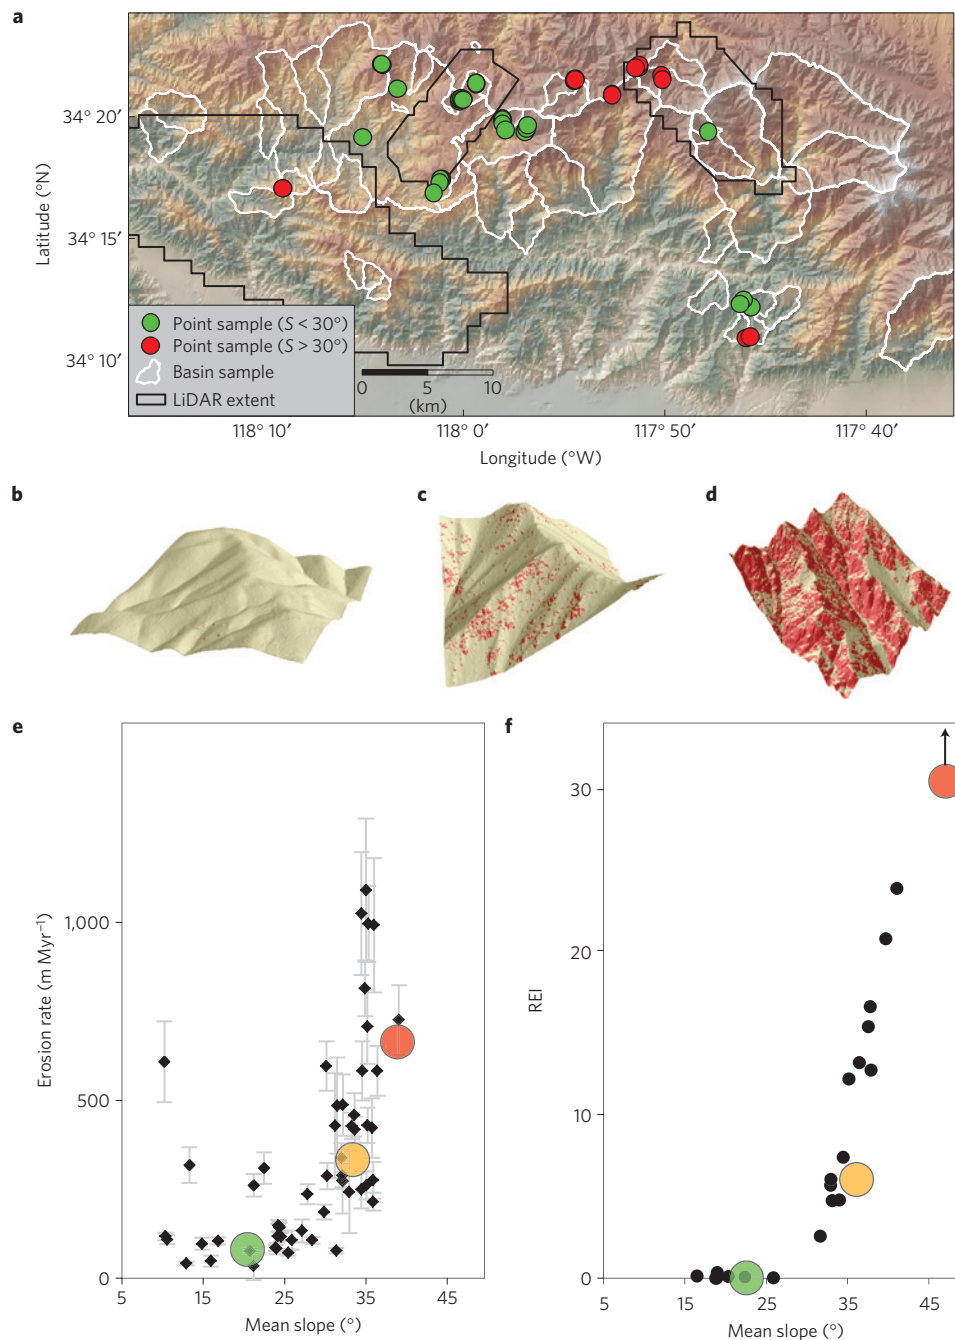 a
34° 20′
34° 15′
34° 10′
Latitude (°N)
Point sample (S < 30°)
Point sample (S > 30°)
Basin sample
LiDAR extent
0 5 10
(km)
118° 10′ 118° 0′ 117° 50′ 117° 40′
Longitude (°W)
b
c
d
e
1,000
500
0
Erosion rate (m Myr⁻¹)
5 15 25 35 45
Mean slope (°)
f
30
20
10
0
REI
5 15 25 35 45
Mean slope (°)